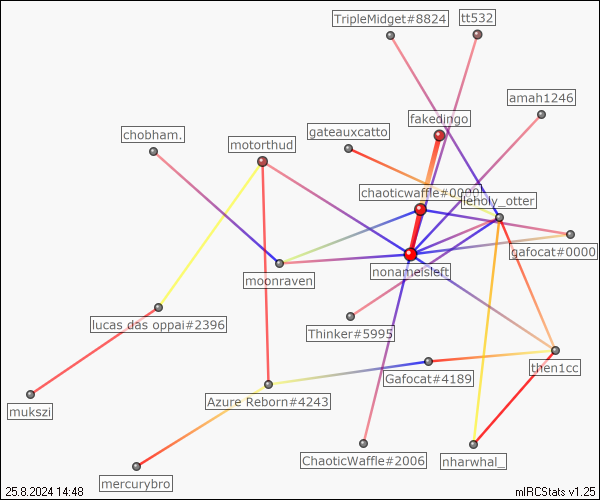 TripleMidget#8824
tt532
amah1246
fakedingo
gateauxcatto
chobham.
motorthud
chaoticwaffle#0000
leholy_otter
gafocat#0000
nonameisleft
moonraven
lucas das oppai#2396
Thinker#5995
then1cc
Gafocat#4189
Azure Reborn#4243
mukszi
ChaoticWaffle#2006
nharwhal_
mercurybro
25.8.2024 14:48
mIRCStats v1.25